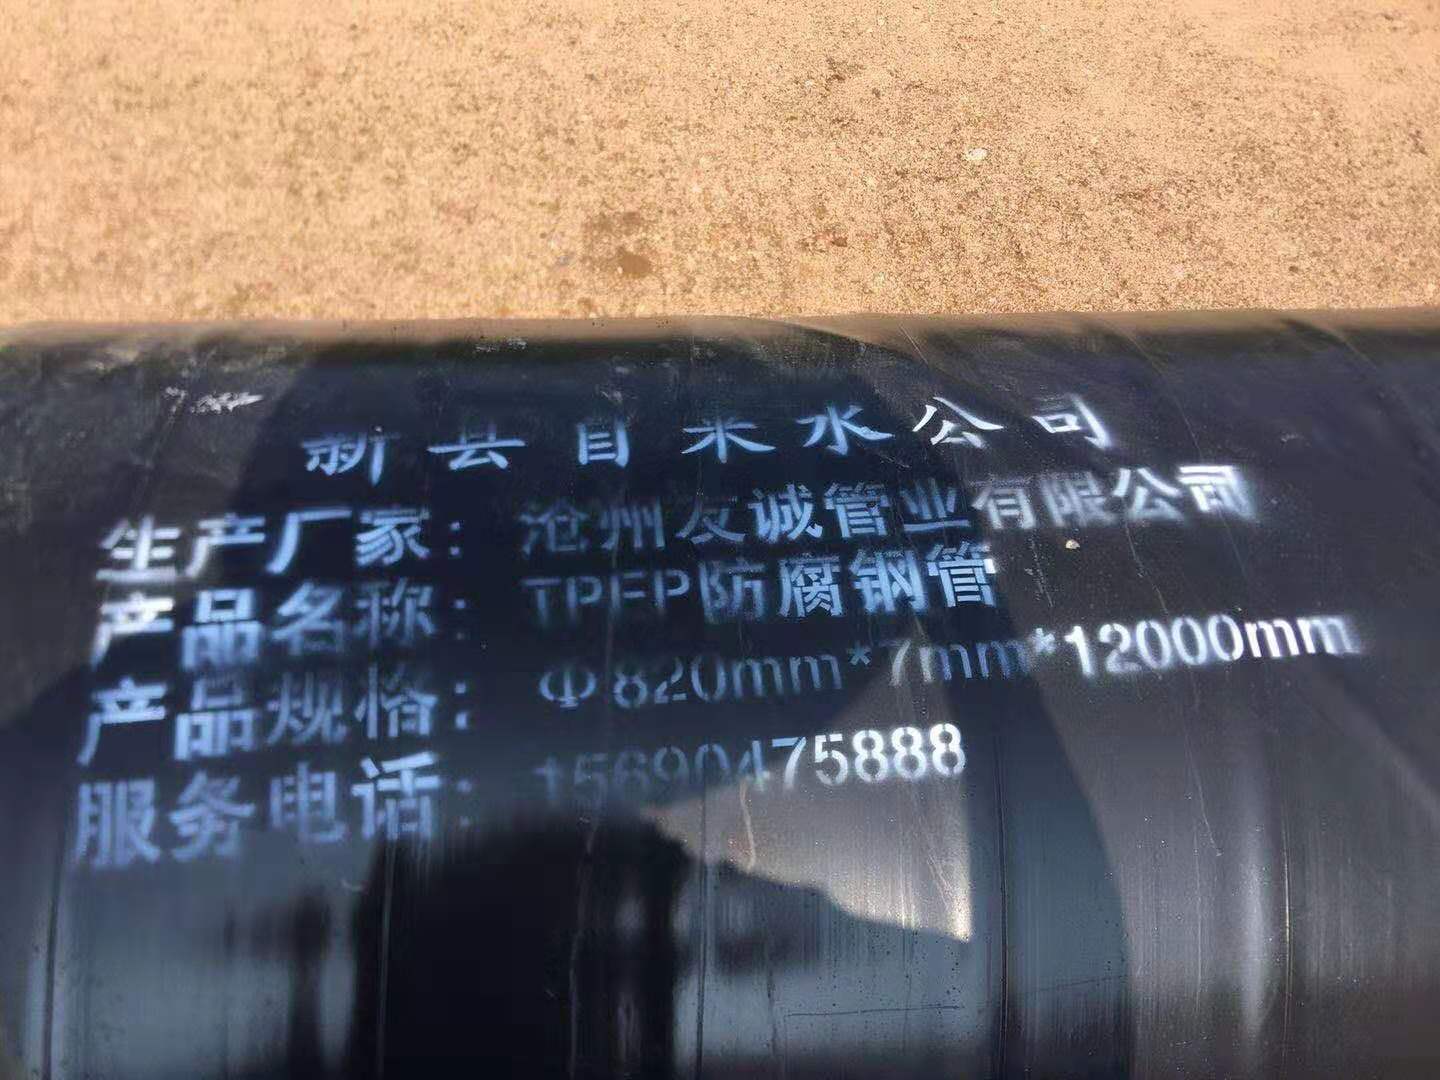 新县自来水公司
生产厂家：沧州友诚管业有限公司
产品名称：TPEP防腐钢管
产品规格：Φ820mm*7mm*12000mm
服务电话：15690475888